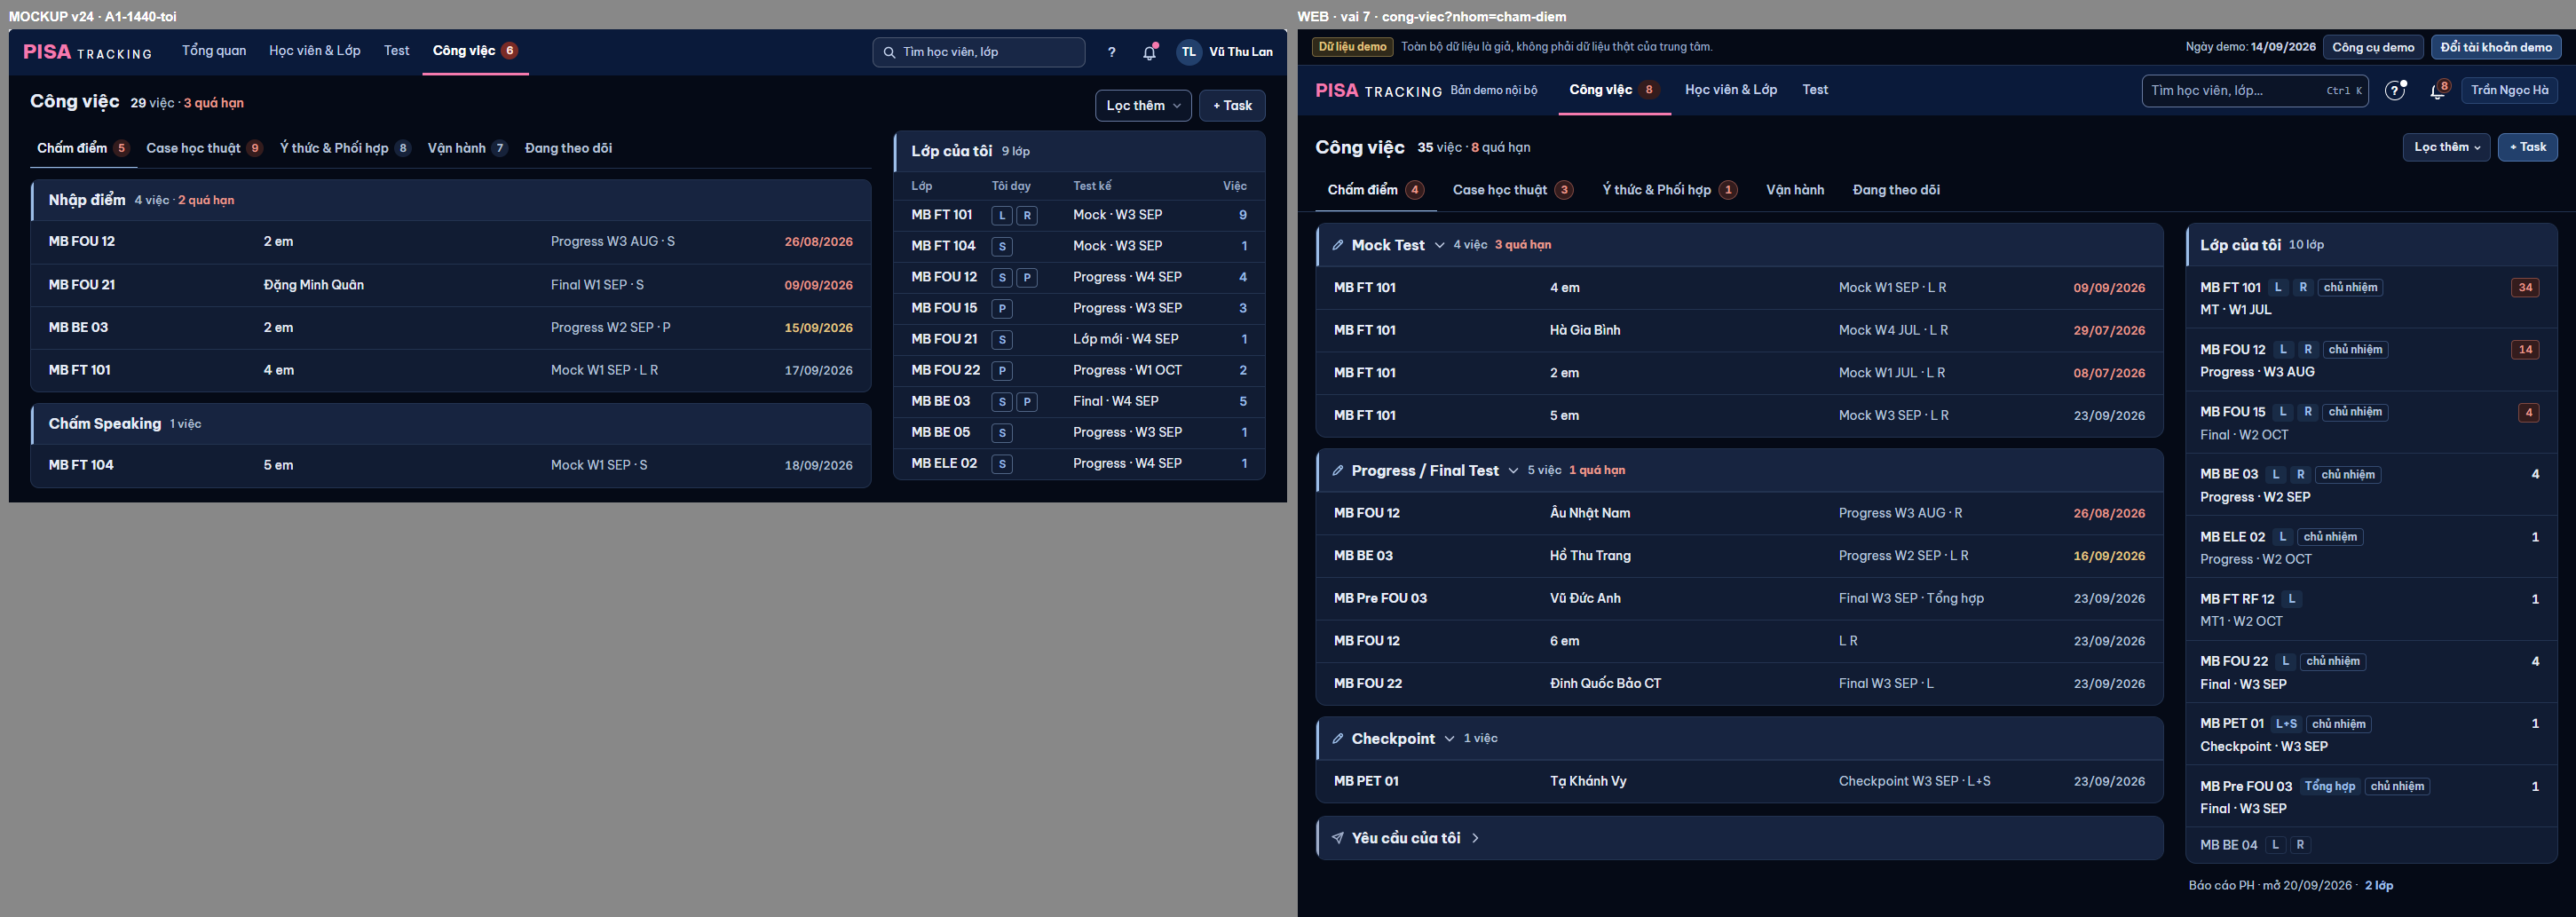 MOCKUP v24 · A1-1440-toi
PISA TRACKING Tổng quan Học viên & Lớp Test Công việc 6 Tìm học viên, lớp ? TL Vũ Thu Lan
Công việc 29 việc · 3 quá hạn Lọc thêm + Task
Chấm điểm 5 Case học thuật 9 Ý thức & Phối hợp 8 Vận hành 7 Đang theo dõi
Nhập điểm 4 việc · 2 quá hạn
MB FOU 12 2 em Progress W3 AUG · S 26/08/2026
MB FOU 21 Đặng Minh Quân Final W1 SEP · S 09/09/2026
MB BE 03 2 em Progress W2 SEP · P 15/09/2026
MB FT 101 4 em Mock W1 SEP · L R 17/09/2026
Chấm Speaking 1 việc
MB FT 104 5 em Mock W1 SEP · S 18/09/2026
Lớp của tôi 9 lớp
Lớp Tôi dạy Test kế Việc
MB FT 101 L R Mock · W3 SEP 9
MB FT 104 S Mock · W3 SEP 1
MB FOU 12 S P Progress · W4 SEP 4
MB FOU 15 P Progress · W3 SEP 3
MB FOU 21 S Lớp mới · W4 SEP 1
MB FOU 22 P Progress · W1 OCT 2
MB BE 03 S P Final · W4 SEP 5
MB BE 05 S Progress · W3 SEP 1
MB ELE 02 S Progress · W4 SEP 1
WEB · vai 7 · cong-viec?nhom=cham-diem
Dữ liệu demo Toàn bộ dữ liệu là giả, không phải dữ liệu thật của trung tâm. Ngày demo: 14/09/2026 Công cụ demo Đổi tài khoản demo
PISA TRACKING Bản demo nội bộ Công việc 8 Học viên & Lớp Test Tìm học viên, lớp... Ctrl K ? 8 Trần Ngọc Hà
Công việc 35 việc · 8 quá hạn Lọc thêm + Task
Chấm điểm 4 Case học thuật 3 Ý thức & Phối hợp 1 Vận hành Đang theo dõi
Mock Test 4 việc 3 quá hạn
MB FT 101 4 em Mock W1 SEP · L R 09/09/2026
MB FT 101 Hà Gia Bình Mock W4 JUL · L R 29/07/2026
MB FT 101 2 em Mock W1 JUL · L R 08/07/2026
MB FT 101 5 em Mock W3 SEP · L R 23/09/2026
Progress / Final Test 5 việc 1 quá hạn
MB FOU 12 Âu Nhật Nam Progress W3 AUG · R 26/08/2026
MB BE 03 Hồ Thu Trang Progress W2 SEP · L R 16/09/2026
MB Pre FOU 03 Vũ Đức Anh Final W3 SEP · Tổng hợp 23/09/2026
MB FOU 12 6 em L R 23/09/2026
MB FOU 22 Đinh Quốc Bảo CT Final W3 SEP · L 23/09/2026
Checkpoint 1 việc
MB PET 01 Tạ Khánh Vy Checkpoint W3 SEP · L+S 23/09/2026
Yêu cầu của tôi
Lớp của tôi 10 lớp
MB FT 101 L R chủ nhiệm 34
MT · W1 JUL
MB FOU 12 L R chủ nhiệm 14
Progress · W3 AUG
MB FOU 15 L R chủ nhiệm 4
Final · W2 OCT
MB BE 03 L R chủ nhiệm 4
Progress · W2 SEP
MB ELE 02 L chủ nhiệm 1
Progress · W2 OCT
MB FT RF 12 L 1
MT1 · W2 OCT
MB FOU 22 L chủ nhiệm 4
Final · W3 SEP
MB PET 01 L+S chủ nhiệm 1
Checkpoint · W3 SEP
MB Pre FOU 03 Tổng hợp chủ nhiệm 1
Final · W3 SEP
MB BE 04 L R
Báo cáo PH · mở 20/09/2026 · 2 lớp